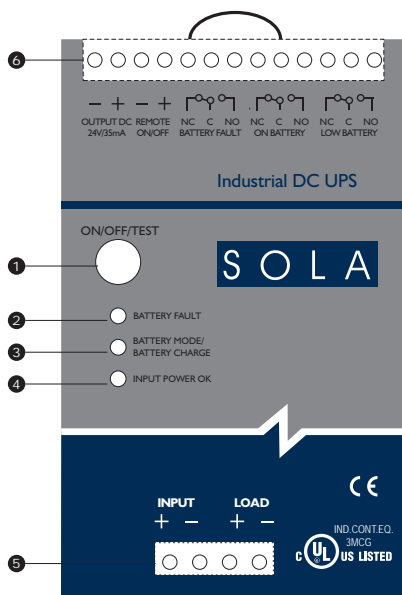 6
− + − +
OUTPUT DC REMOTE NC C NO NC C NO NC C NO
24V/35mA ON/OFF BATTERY FAULT ON BATTERY LOW BATTERY
Industrial DC UPS
ON/OFF/TEST
SOLA
1
2 BATTERY FAULT
3 BATTERY MODE/
BATTERY CHARGE
4 INPUT POWER OK
CE
INPUT LOAD
+ − + −
IND.CONT.EQ.
3MCG
C UL US LISTED
5